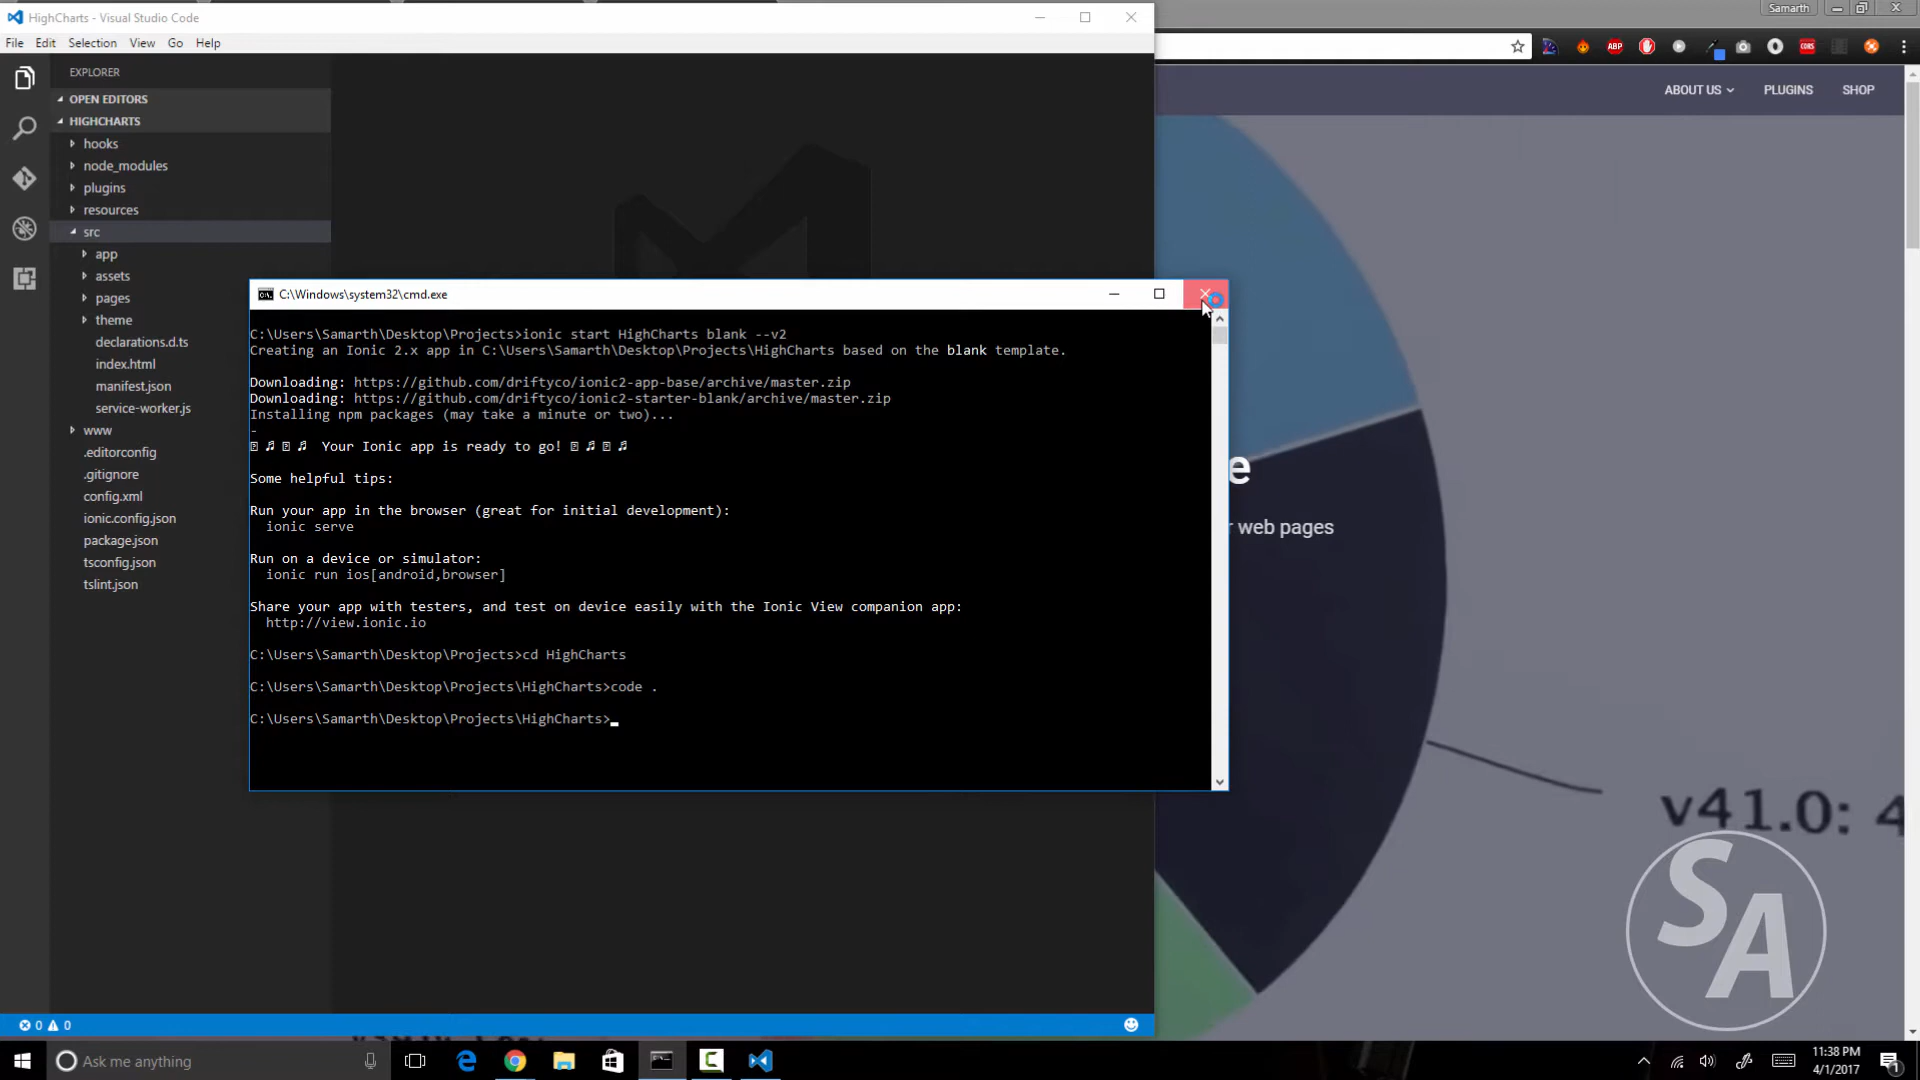 HighCharts - Visual Studio Code
Samarth
File Edit Selection View Go Help
ABP
CORS
EXPLORER
OPEN EDITORS
HIGHCHARTS
hooks
node_modules
plugins
resources
src
app
assets
pages
theme
declarations.d.ts
index.html
manifest.json
service-worker.js
www
.editorconfig
.gitignore
config.xml
ionic.config.json
package.json
tsconfig.json
tslint.json
ABOUT US PLUGINS SHOP
C:\Windows\system32\cmd.exe
C:\Users\Samarth\Desktop\Projects>ionic start HighCharts blank --v2
Creating an Ionic 2.x app in C:\Users\Samarth\Desktop\Projects\HighCharts based on the blank template.
Downloading: https://github.com/driftyco/ionic2-app-base/archive/master.zip
Downloading: https://github.com/driftyco/ionic2-starter-blank/archive/master.zip
Installing npm packages (may take a minute or two)...
-
♬ ♬ Your Ionic app is ready to go! ♬ ♬
Some helpful tips:
Run your app in the browser (great for initial development):
ionic serve
Run on a device or simulator:
ionic run ios[android,browser]
Share your app with testers, and test on device easily with the Ionic View companion app:
http://view.ionic.io
C:\Users\Samarth\Desktop\Projects>cd HighCharts
C:\Users\Samarth\Desktop\Projects\HighCharts>code .
C:\Users\Samarth\Desktop\Projects\HighCharts>
e
r web pages
v41.0: 4
SA
0 0
Ask me anything
11:38 PM
4/1/2017
1